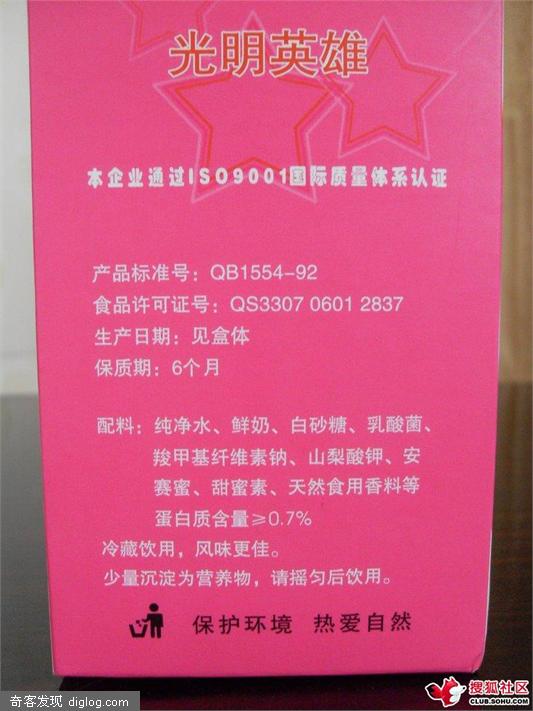 光明英雄
本企业通过ISO9001国际质量体系认证
产品标准号：QB1554-92
食品许可证号：QS3307 0601 2837
生产日期：见盒体
保质期：6个月
配料：纯净水、鲜奶、白砂糖、乳酸菌、
羧甲基纤维素钠、山梨酸钾、安
赛蜜、甜蜜素、天然食用香料等
蛋白质含量≥0.7%
冷藏饮用，风味更佳。
少量沉淀为营养物，请摇匀后饮用。
保护环境 热爱自然
奇客发现 diglog.com
搜狐社区
CLUB.SOHU.COM